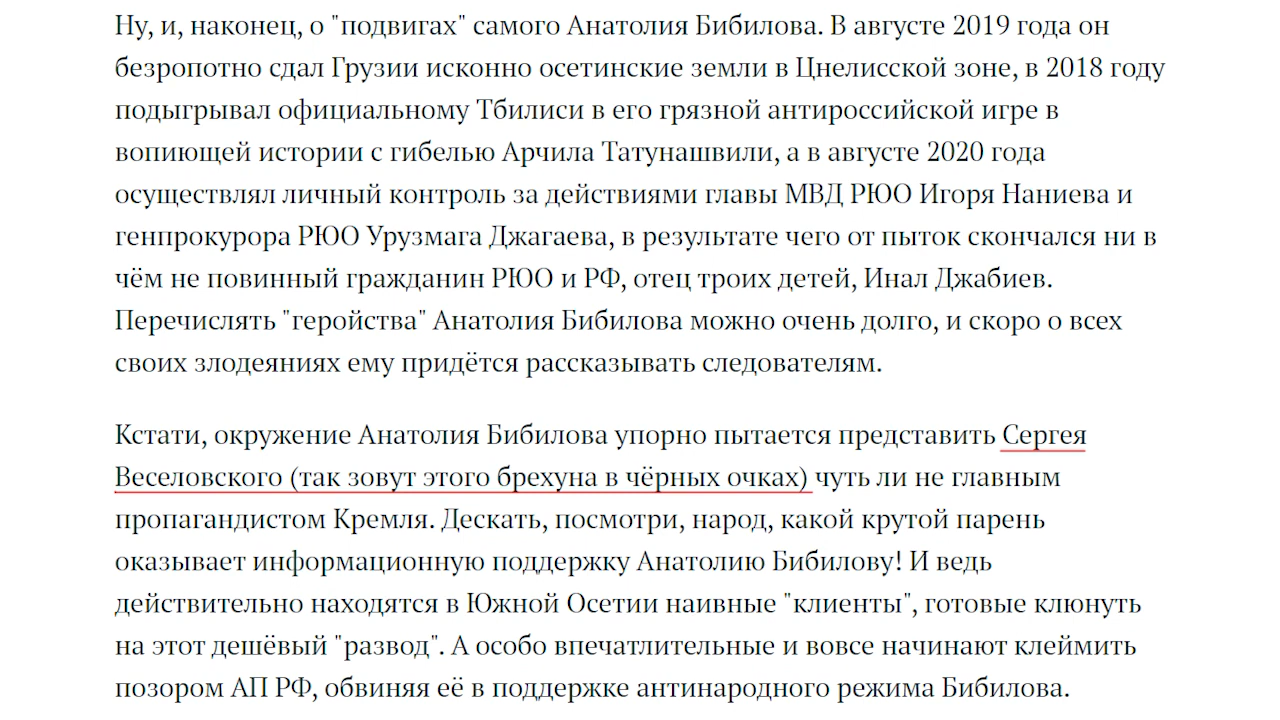 Ну, и, наконец, о "подвигах" самого Анатолия Бибилова. В августе 2019 года он
безропотно сдал Грузии исконно осетинские земли в Цнелисской зоне, в 2018 году
подыгрывал официальному Тбилиси в его грязной антироссийской игре в
вопиющей истории с гибелью Арчила Татунашвили, а в августе 2020 года
осуществлял личный контроль за действиями главы МВД РЮО Игоря Наниева и
генпрокурора РЮО Урузмага Джагаева, в результате чего от пыток скончался ни в
чём не повинный гражданин РЮО и РФ, отец троих детей, Инал Джабиев.
Перечислять "геройства" Анатолия Бибилова можно очень долго, и скоро о всех
своих злодеяниях ему придётся рассказывать следователям.
Кстати, окружение Анатолия Бибилова упорно пытается представить Сергея
Веселовского (так зовут этого брехуна в чёрных очках) чуть ли не главным
пропагандистом Кремля. Дескать, посмотри, народ, какой крутой парень
оказывает информационную поддержку Анатолию Бибилову! И ведь
действительно находятся в Южной Осетии наивные "клиенты", готовые клюнуть
на этот дешёвый "развод". А особо впечатлительные и вовсе начинают клеймить
позором АП РФ, обвиняя её в поддержке антинародного режима Бибилова.